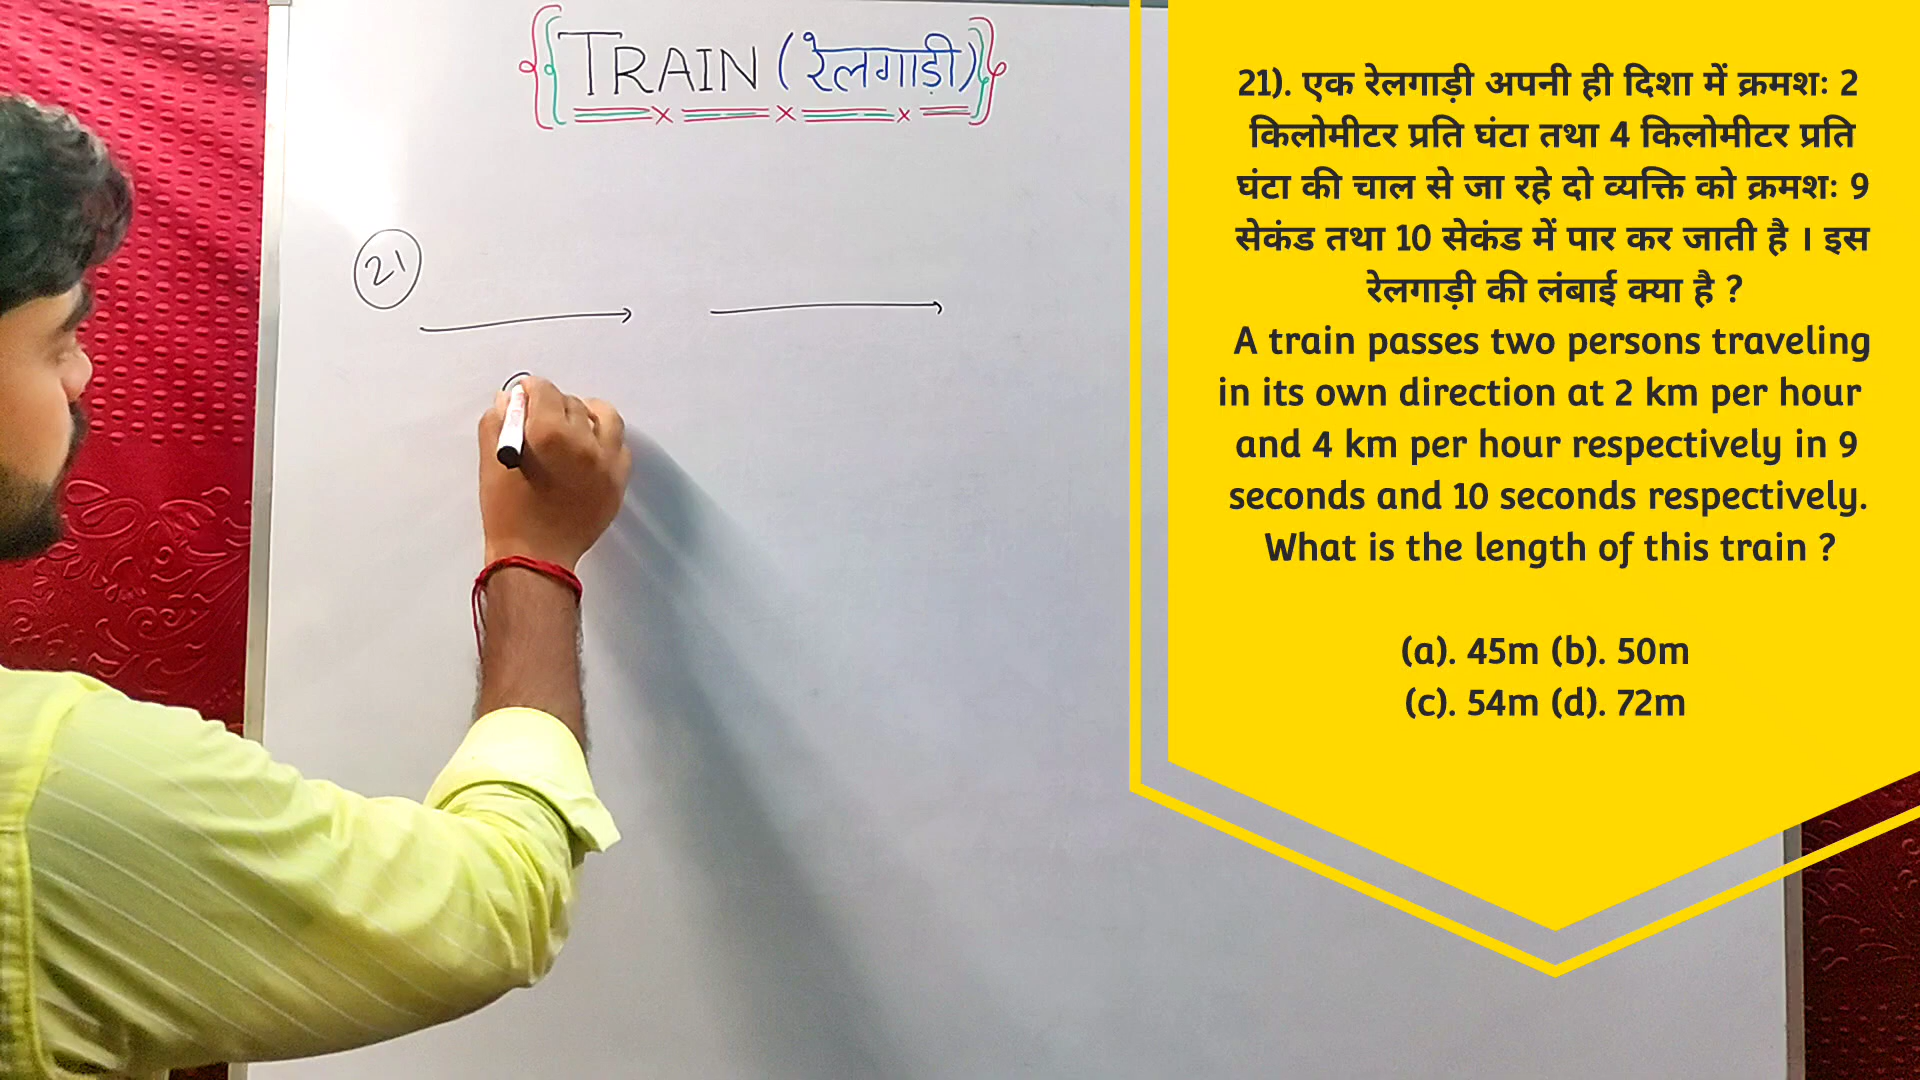 TRAIN (रेलगाड़ी)
21
21). एक रेलगाड़ी अपनी ही दिशा में क्रमशः 2
किलोमीटर प्रति घंटा तथा 4 किलोमीटर प्रति
घंटा की चाल से जा रहे दो व्यक्ति को क्रमशः 9
सेकंड तथा 10 सेकंड में पार कर जाती है । इस
रेलगाड़ी की लंबाई क्या है ?
A train passes two persons traveling
in its own direction at 2 km per hour
and 4 km per hour respectively in 9
seconds and 10 seconds respectively.
What is the length of this train ?
(a). 45m (b). 50m
(c). 54m (d). 72m